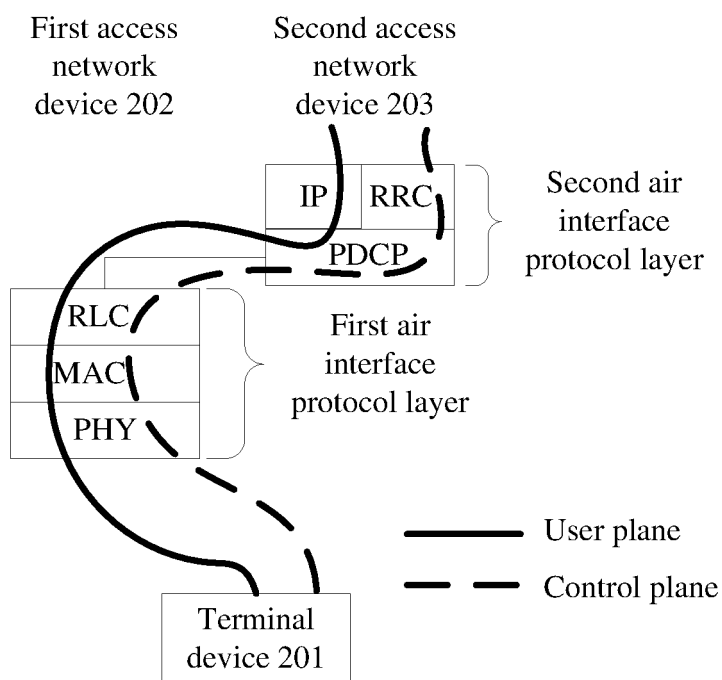 First access
network
device 202
Second access
network
device 203
IP
RRC
PDCP
Second air
interface
protocol layer
RLC
MAC
PHY
First air
interface
protocol layer
User plane
Control plane
Terminal
device 201